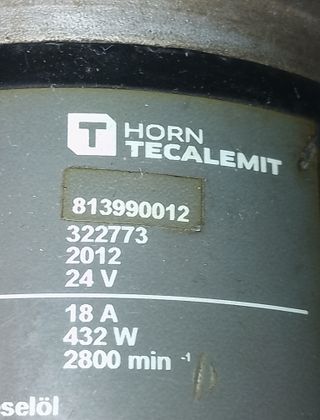 T HORN
TECALEMIT
813990012
322773
2012
24 V
18 A
432 W
2800 min -1
selöl